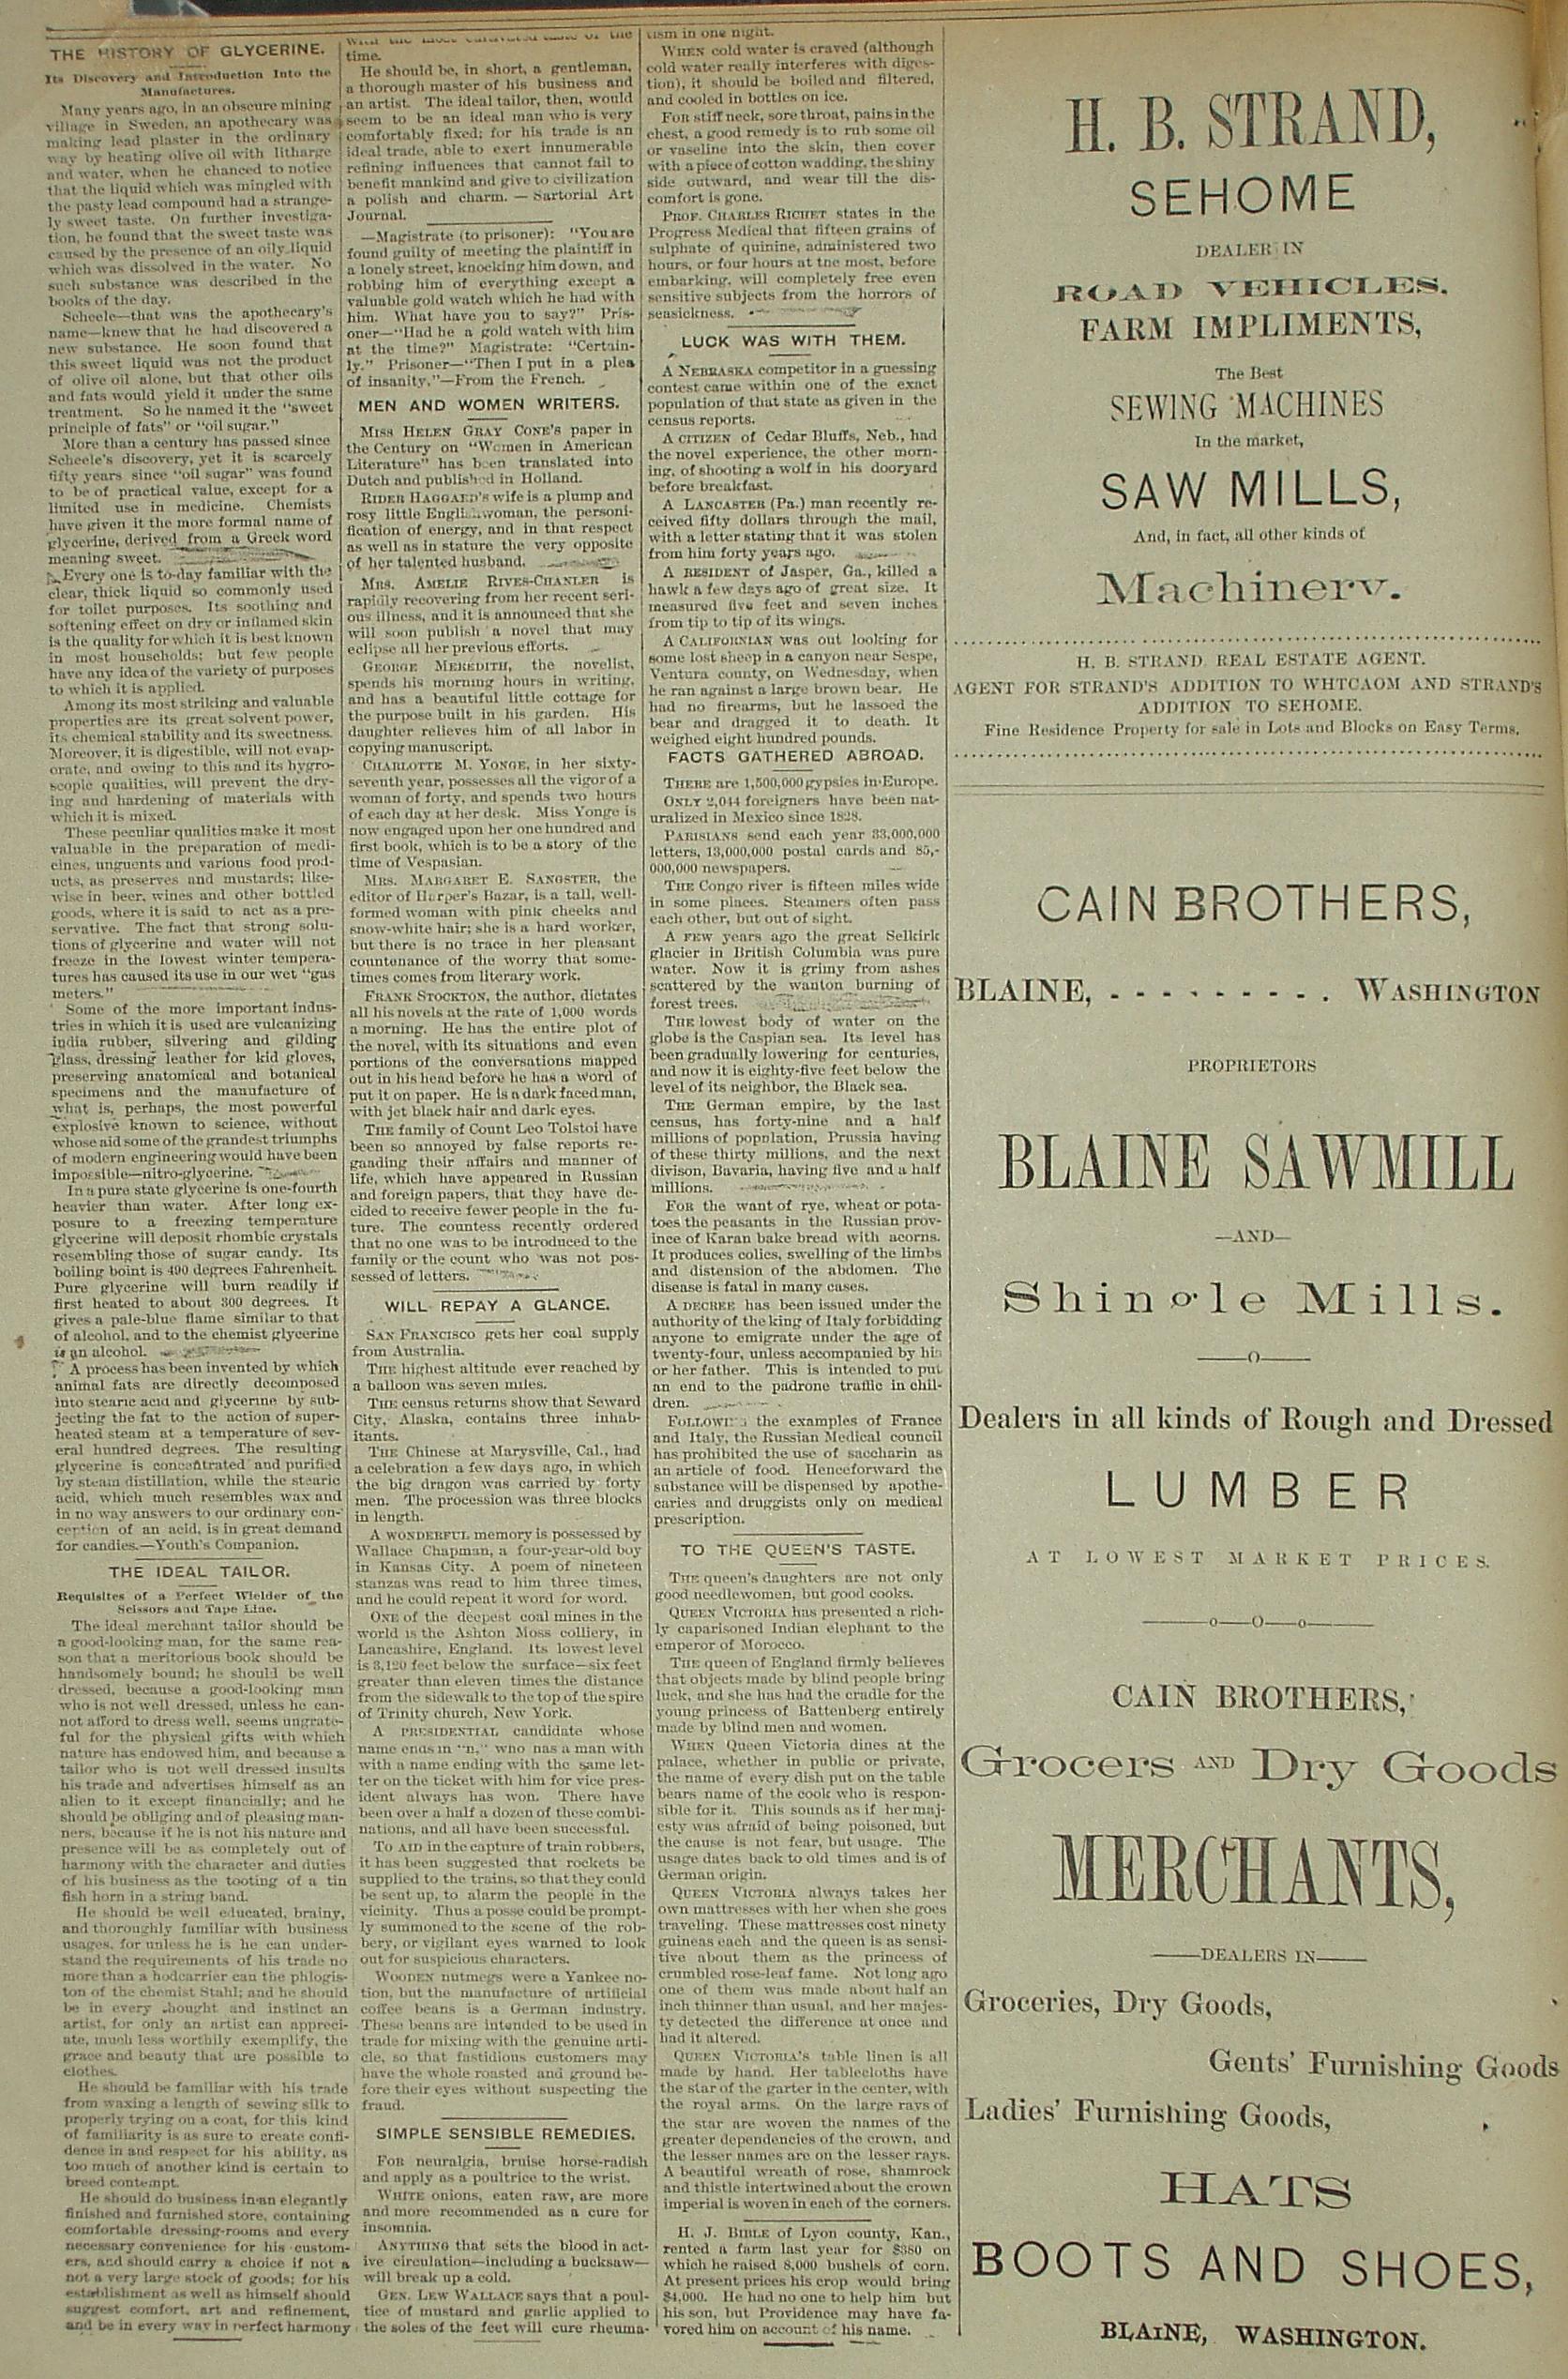 THE HISTORY OF GLYCERINE.
Its Discovery and Introduction Into the
Manufactures.
Many years ago, in an obscure mining
village in Sweden, an apothecary was
making lead plaster in the ordinary
way by heating olive oil with litharge
and water, when he chanced to notice
that the liquid which was mingled with
the pasty lead compound had a strange-
ly sweet taste. On further investiga-
tion, he found that the sweet taste was
caused by the presence of an oily liquid
which was dissolved in the water. No
such substance was described in the
books of the day.
Scheele—that was the apothecary's
name—knew that he had discovered a
new substance. He soon found that
this sweet liquid was not the product
of olive oil alone, but that other oils
and fats would yield it under the same
treatment. So he named it the "sweet
principle of fats" or "oil sugar."
More than a century has passed since
Scheele's discovery, yet it is scarcely
fifty years since "oil sugar" was found
to be of practical value, except for a
limited use in medicine. Chemists
have given it the more formal name of
glycerine, derived from a Greek word
meaning sweet.
Every one is to-day familiar with the
clear, thick liquid so commonly used
for toilet purposes. Its soothing and
softening effect on dry or inflamed skin
is the quality for which it is best known
in most households; but few people
have any idea of the variety of purposes
to which it is applied.
Among its most striking and valuable
properties are its great solvent power,
its chemical stability and its sweetness.
Moreover, it is digestible, will not evap-
orate, and owing to this and its hygro-
scopic qualities, will prevent the dry-
ing and hardening of materials with
which it is mixed.
These peculiar qualities make it most
valuable in the preparation of medi-
cines, unguents and various food prod-
ucts, as preserves and mustards; like-
wise in beer, wines and other bottled
goods, where it is said to act as a pre-
servative. The fact that strong solu-
tions of glycerine and water will not
freeze in the lowest winter tempera-
tures has caused its use in our wet "gas
meters."
Some of the more important indus-
tries in which it is used are vulcanizing
india rubber, silvering and gilding
glass, dressing leather for kid gloves,
preserving anatomical and botanical
specimens and the manufacture of
what is, perhaps, the most powerful
explosive known to science, without
whose aid some of the grandest triumphs
of modern engineering would have been
impossible—nitro-glycerine.
In a pure state glycerine is one-fourth
heavier than water. After long ex-
posure to a freezing temperature
glycerine will deposit rhombic crystals
resembling those of sugar candy. Its
boiling boint is 490 degrees Fahrenheit.
Pure glycerine will burn readily if
first heated to about 300 degrees. It
gives a pale-blue flame similar to that
of alcohol, and to the chemist glycerine
is an alcohol.
A process has been invented by which
animal fats are directly decomposed
into stearic acid and glycerine by sub-
jecting the fat to the action of super-
heated steam at a temperature of sev-
eral hundred degrees. The resulting
glycerine is concentrated and purified
by steam distillation, while the stearic
acid, which much resembles wax and
in no way answers to our ordinary con-
ception of an acid, is in great demand
for candies.—Youth's Companion.
THE IDEAL TAILOR.
Requisites of a Perfect Wielder of the
Scissors and Tape Line.
The ideal merchant tailor should be
a good-looking man, for the same rea-
son that a meritorious book should be
handsomely bound; he should be well
dressed, because a good-looking man
who is not well dressed, unless he can-
not afford to dress well, seems ungrate-
ful for the physical gifts with which
nature has endowed him, and because a
tailor who is not well dressed insults
his trade and advertises himself as an
alien to it except financially; and he
should be obliging and of pleasing man-
ners, because if he is not his nature and
presence will be as completely out of
harmony with the character and duties
of his business as the tooting of a tin
fish horn in a string band.
He should be well educated, brainy,
and thoroughly familiar with business
usages, for unless he is he can under-
stand the requirements of his trade no
more than a hodcarrier can the phlogis-
ton of the chemist Stahl; and he should
be in every thought and instinct an
artist, for only an artist can appreci-
ate, much less worthily exemplify, the
grace and beauty that are possible to
clothes.
He should be familiar with his trade
from waxing a length of sewing silk to
properly trying on a coat, for this kind
of familiarity is as sure to create confi-
dence in and respect for his ability, as
too much of another kind is certain to
breed contempt.
He should do business in an elegantly
finished and furnished store, containing
comfortable dressing-rooms and every
necessary convenience for his custom-
ers, and should carry a choice if not a
not a very large stock of goods; for his
establishment as well as himself should
suggest comfort, art and refinement,
and be in every way in perfect harmony
time.
He should be, in short, a gentleman,
a thorough master of his business and
an artist. The ideal tailor, then, would
seem to be an ideal man who is very
comfortably fixed; for his trade is an
ideal trade, able to exert innumerable
refining influences that cannot fail to
benefit mankind and give to civilization
a polish and charm. — Sartorial Art
Journal.
—Magistrate (to prisoner): "You are
found guilty of meeting the plaintiff in
a lonely street, knocking him down, and
robbing him of everything except a
valuable gold watch which he had with
him. What have you to say?" Pris-
oner—"Had he a gold watch with him
at the time?" Magistrate: "Certain-
ly." Prisoner—"Then I put in a plea
of insanity."—From the French.
MEN AND WOMEN WRITERS.
MISS HELEN GRAY CONE'S paper in
the Century on "Women in American
Literature" has been translated into
Dutch and published in Holland.
RIDER HAGGARD'S wife is a plump and
rosy little Englishwoman, the personi-
fication of energy, and in that respect
as well as in stature the very opposite
of her talented husband.
MRS. AMELIE RIVES-CHANLER is
rapidly recovering from her recent seri-
ous illness, and it is announced that she
will soon publish a novel that may
eclipse all her previous efforts.
GEORGE MEREDITH, the novelist,
spends his morning hours in writing,
and has a beautiful little cottage for
the purpose built in his garden. His
daughter relieves him of all labor in
copying manuscript.
CHARLOTTE M. YONGE, in her sixty-
seventh year, possesses all the vigor of a
woman of forty, and spends two hours
of each day at her desk. Miss Yonge is
now engaged upon her one hundred and
first book, which is to be a story of the
time of Vespasian.
MRS. MARGARET E. SANGSTER, the
editor of Harper's Bazar, is a tall, well-
formed woman with pink cheeks and
snow-white hair; she is a hard worker,
but there is no trace in her pleasant
countenance of the worry that some-
times comes from literary work.
FRANK STOCKTON, the author, dictates
all his novels at the rate of 1,000 words
a morning. He has the entire plot of
the novel, with its situations and even
portions of the conversations mapped
out in his head before he has a word of
put it on paper. He is a dark faced man,
with jet black hair and dark eyes.
THE family of Count Leo Tolstoi have
been so annoyed by false reports re-
gaading their affairs and manner of
life, which have appeared in Russian
and foreign papers, that they have de-
cided to receive fewer people in the fu-
ture. The countess recently ordered
that no one was to be introduced to the
family or the count who was not pos-
sessed of letters.
WILL REPAY A GLANCE.
SAN FRANCISCO gets her coal supply
from Australia.
THE highest altitude ever reached by
a balloon was seven miles.
THE census returns show that Seward
City, Alaska, contains three inhab-
itants.
THE Chinese at Marysville, Cal., had
a celebration a few days ago, in which
the big dragon was carried by forty
men. The procession was three blocks
in length.
A WONDERFUL memory is possessed by
Wallace Chapman, a four-year-old boy
in Kansas City. A poem of nineteen
stanzas was read to him three times,
and he could repeat it word for word.
ONE of the deepest coal mines in the
world is the Ashton Moss colliery, in
Lancashire, England. Its lowest level
is 3,120 feet below the surface—six feet
greater than eleven times the distance
from the sidewalk to the top of the spire
of Trinity church, New York.
A PRESIDENTIAL candidate whose
name ends in "n," who has a man with
with a name ending with the same let-
ter on the ticket with him for vice pres-
ident always has won. There have
been over a half a dozen of these combi-
nations, and all have been successful.
TO AID in the capture of train robbers,
it has been suggested that rockets be
supplied to the trains, so that they could
be sent up, to alarm the people in the
vicinity. Thus a posse could be prompt-
ly summoned to the scene of the rob-
bery, or vigilant eyes warned to look
out for suspicious characters.
WOODEN nutmegs were a Yankee no-
tion, but the manufacture of artificial
coffee beans is a German industry.
These beans are intended to be used in
trade for mixing with the genuine arti-
cle, so that fastidious customers may
have the whole roasted and ground be-
fore their eyes without suspecting the
fraud.
SIMPLE SENSIBLE REMEDIES.
FOR neuralgia, bruise horse-radish
and apply as a poultrice to the wrist.
WHITE onions, eaten raw, are more
and more recommended as a cure for
insomnia.
ANYTHING that sets the blood in act-
ive circulation—including a bucksaw—
will break up a cold.
GEN. LEW WALLACE says that a poul-
tice of mustard and garlic applied to
the soles of the feet will cure rheuma-
tism in one night.
WHEN cold water is craved (although
cold water really interferes with diges-
tion), it should be boiled and filtered,
and cooled in bottles on ice.
FOR stiff neck, sore throat, pains in the
chest, a good remedy is to rub some oil
or vaseline into the skin, then cover
with a piece of cotton wadding, the shiny
side outward, and wear till the dis-
comfort is gone.
PROF. CHARLES RICHET states in the
Progress Medical that fifteen grains of
sulphate of quinine, administered two
hours, or four hours at tne most, before
embarking, will completely free even
sensitive subjects from the horrors of
seasickness.
LUCK WAS WITH THEM.
A NEBRASKA competitor in a guessing
contest came within one of the exact
population of that state as given in the
census reports.
A CITIZEN of Cedar Bluffs, Neb., had
the novel experience, the other morn-
ing, of shooting a wolf in his dooryard
before breakfast.
A LANCASTER (Pa.) man recently re-
ceived fifty dollars through the mail,
with a letter stating that it was stolen
from him forty years ago.
A RESIDENT of Jasper, Ga., killed a
hawk a few days ago of great size. It
measured five feet and seven inches
from tip to tip of its wings.
A CALIFORNIAN was out looking for
some lost sheep in a canyon near Sespe,
Ventura county, on Wednesday, when
he ran against a large brown bear. He
had no firearms, but he lassoed the
bear and dragged it to death. It
weighed eight hundred pounds.
FACTS GATHERED ABROAD.
THERE are 1,500,000 gypsies in Europe.
ONLY 2,044 foreigners have been nat-
uralized in Mexico since 1828.
PARISIANS send each year 33,000,000
letters, 13,000,000 postal cards and 85,-
000,000 newspapers.
THE Congo river is fifteen miles wide
in some places. Steamers often pass
each other, but out of sight.
A FEW years ago the great Selkirk
glacier in British Columbia was pure
water. Now it is grimy from ashes
scattered by the wanton burning of
forest trees.
THE lowest body of water on the
globe is the Caspian sea. Its level has
been gradually lowering for centuries,
and now it is eighty-five feet below the
level of its neighbor, the Black sea.
THE German empire, by the last
census, has forty-nine and a half
millions of population, Prussia having
of these thirty millions, and the next
divison, Bavaria, having five and a half
millions.
FOR the want of rye, wheat or pota-
toes the peasants in the Russian prov-
ince of Karan bake bread with acorns.
It produces colics, swelling of the limbs
and distension of the abdomen. The
disease is fatal in many cases.
A DECREE has been issued under the
authority of the king of Italy forbidding
anyone to emigrate under the age of
twenty-four, unless accompanied by his
or her father. This is intended to put
an end to the padrone traffic in chil-
dren.
FOLLOWING the examples of France
and Italy, the Russian Medical council
has prohibited the use of saccharin as
an article of food. Henceforward the
substance will be dispensed by apothe-
caries and druggists only on medical
prescription.
TO THE QUEEN'S TASTE.
THE queen's daughters are not only
good needlewomen, but good cooks.
QUEEN VICTORIA has presented a rich-
ly caparisoned Indian elephant to the
emperor of Morocco.
THE queen of England firmly believes
that objects made by blind people bring
luck, and she has had the cradle for the
young princess of Battenberg entirely
made by blind men and women.
WHEN Queen Victoria dines at the
palace, whether in public or private,
the name of every dish put on the table
bears name of the cook who is respon-
sible for it. This sounds as if her maj-
esty was afraid of being poisoned, but
the cause is not fear, but usage. The
usage dates back to old times and is of
German origin.
QUEEN VICTORIA always takes her
own mattresses with her when she goes
traveling. These mattresses cost ninety
guineas each and the queen is as sensi-
tive about them as the princess of
crumbled rose-leaf fame. Not long ago
one of them was made about half an
inch thinner than usual, and her majes-
ty detected the difference at once and
had it altered.
QUEEN VICTORIA'S table linen is all
made by hand. Her tablecloths have
the star of the garter in the center, with
the royal arms. On the large rays of
the star are woven the names of the
greater dependencies of the crown, and
the lesser names are on the lesser rays.
A beautiful wreath of rose, shamrock
and thistle intertwined about the crown
imperial is woven in each of the corners.
H. J. BIBLE of Lyon county, Kan.,
rented a farm last year for $350 on
which he raised 8,000 bushels of corn.
At present prices his crop would bring
$4,000. He had no one to help him but
his son, but Providence may have fa-
vored him on account of his name.
H. B. STRAND,
SEHOME
DEALER IN
ROAD VEHICLES.
FARM IMPLIMENTS,
The Best
SEWING MACHINES
In the market,
SAW MILLS,
And, in fact, all other kinds of
Machinery.
H. B. STRAND REAL ESTATE AGENT.
AGENT FOR STRAND'S ADDITION TO WHTCAOM AND STRAND'S
ADDITION TO SEHOME.
Fine Residence Property for sale in Lots and Blocks on Easy Terms.
CAIN BROTHERS,
BLAINE, - - - - - - - - - WASHINGTON
PROPRIETORS
BLAINE SAWMILL
—AND—
Shingle Mills.
——O——
Dealers in all kinds of Rough and Dressed
LUMBER
AT LOWEST MARKET PRICES.
——o——O——o——
CAIN BROTHERS,
Grocers AND Dry Goods
MERCHANTS,
——DEALERS IN——
Groceries, Dry Goods,
Gents' Furnishing Goods
Ladies' Furnishing Goods,
HATS
BOOTS AND SHOES,
BLAINE, WASHINGTON.